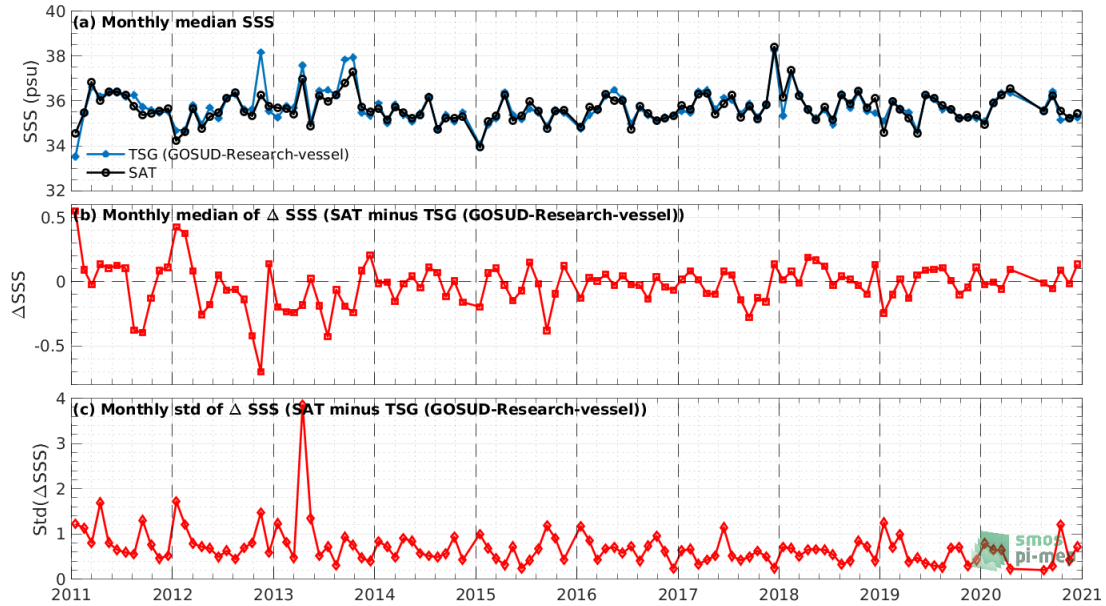 (a) Monthly median SSS
40
38
36
34
32
SSS (psu)
TSG (GOSUD-Research-vessel)
SAT
(b) Monthly median of Δ SSS (SAT minus TSG (GOSUD-Research-vessel))
0.5
0
-0.5
ΔSSS
(c) Monthly std of Δ SSS (SAT minus TSG (GOSUD-Research-vessel))
4
3
2
1
0
Std(ΔSSS)
smos
pi-mep
2011 2012 2013 2014 2015 2016 2017 2018 2019 2020 2021